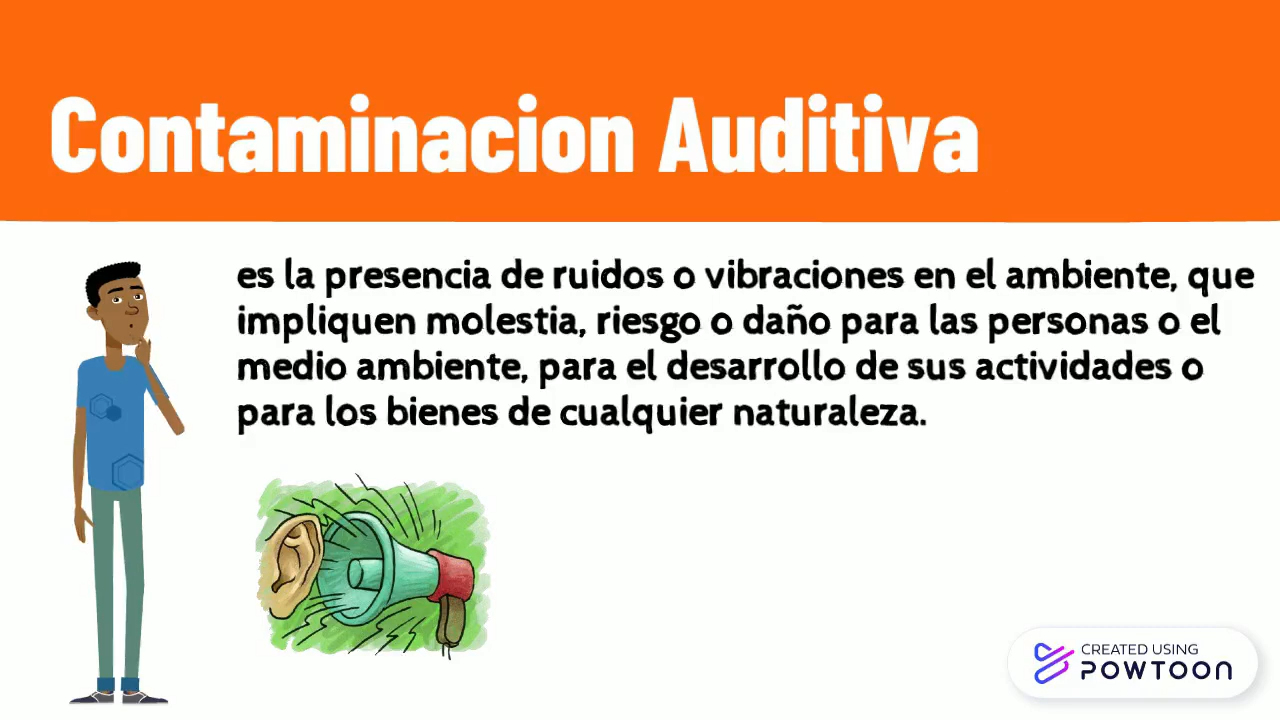 Contaminacion Auditiva
es la presencia de ruidos o vibraciones en el ambiente, que
impliquen molestia, riesgo o daño para las personas o el
medio ambiente, para el desarrollo de sus actividades o
para los bienes de cualquier naturaleza.
CREATED USING
POWTOON